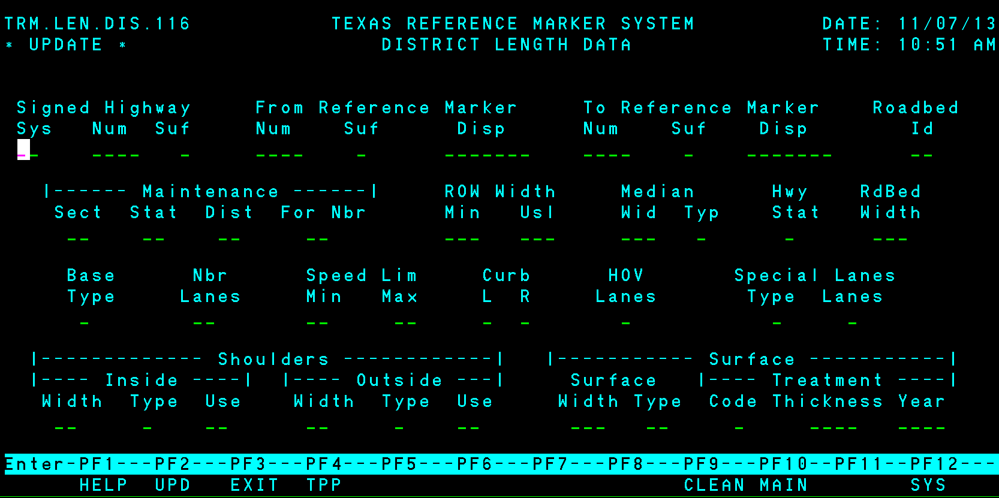 TRM.LEN.DIS.116 TEXAS REFERENCE MARKER SYSTEM DATE: 11/07/13
* UPDATE * DISTRICT LENGTH DATA TIME: 10:51 AM
Signed Highway From Reference Marker To Reference Marker Roadbed
Sys Num Suf Num Suf Disp Num Suf Disp Id
__ ____ _ ____ _ _______ ____ _ _______ __
|------ Maintenance ------| ROW Width Median Hwy RdBed
Sect Stat Dist For Nbr Min Usl Wid Typ Stat Width
__ __ __ __ ___ ___ ___ _ _ ___
Base Nbr Speed Lim Curb HOV Special Lanes
Type Lanes Min Max L R Lanes Type Lanes
_ __ __ __ _ _ _ _ _
|------------- Shoulders ------------| |----------- Surface -----------|
|---- Inside ----| |---- Outside ---| Surface |---- Treatment ----|
Width Type Use Width Type Use Width Type Code Thickness Year
__ _ __ __ _ __ ___ __ _ ____ ____
Enter-PF1---PF2---PF3---PF4---PF5---PF6---PF7---PF8---PF9---PF10--PF11--PF12---
HELP UPD EXIT TPP CLEAN MAIN SYS